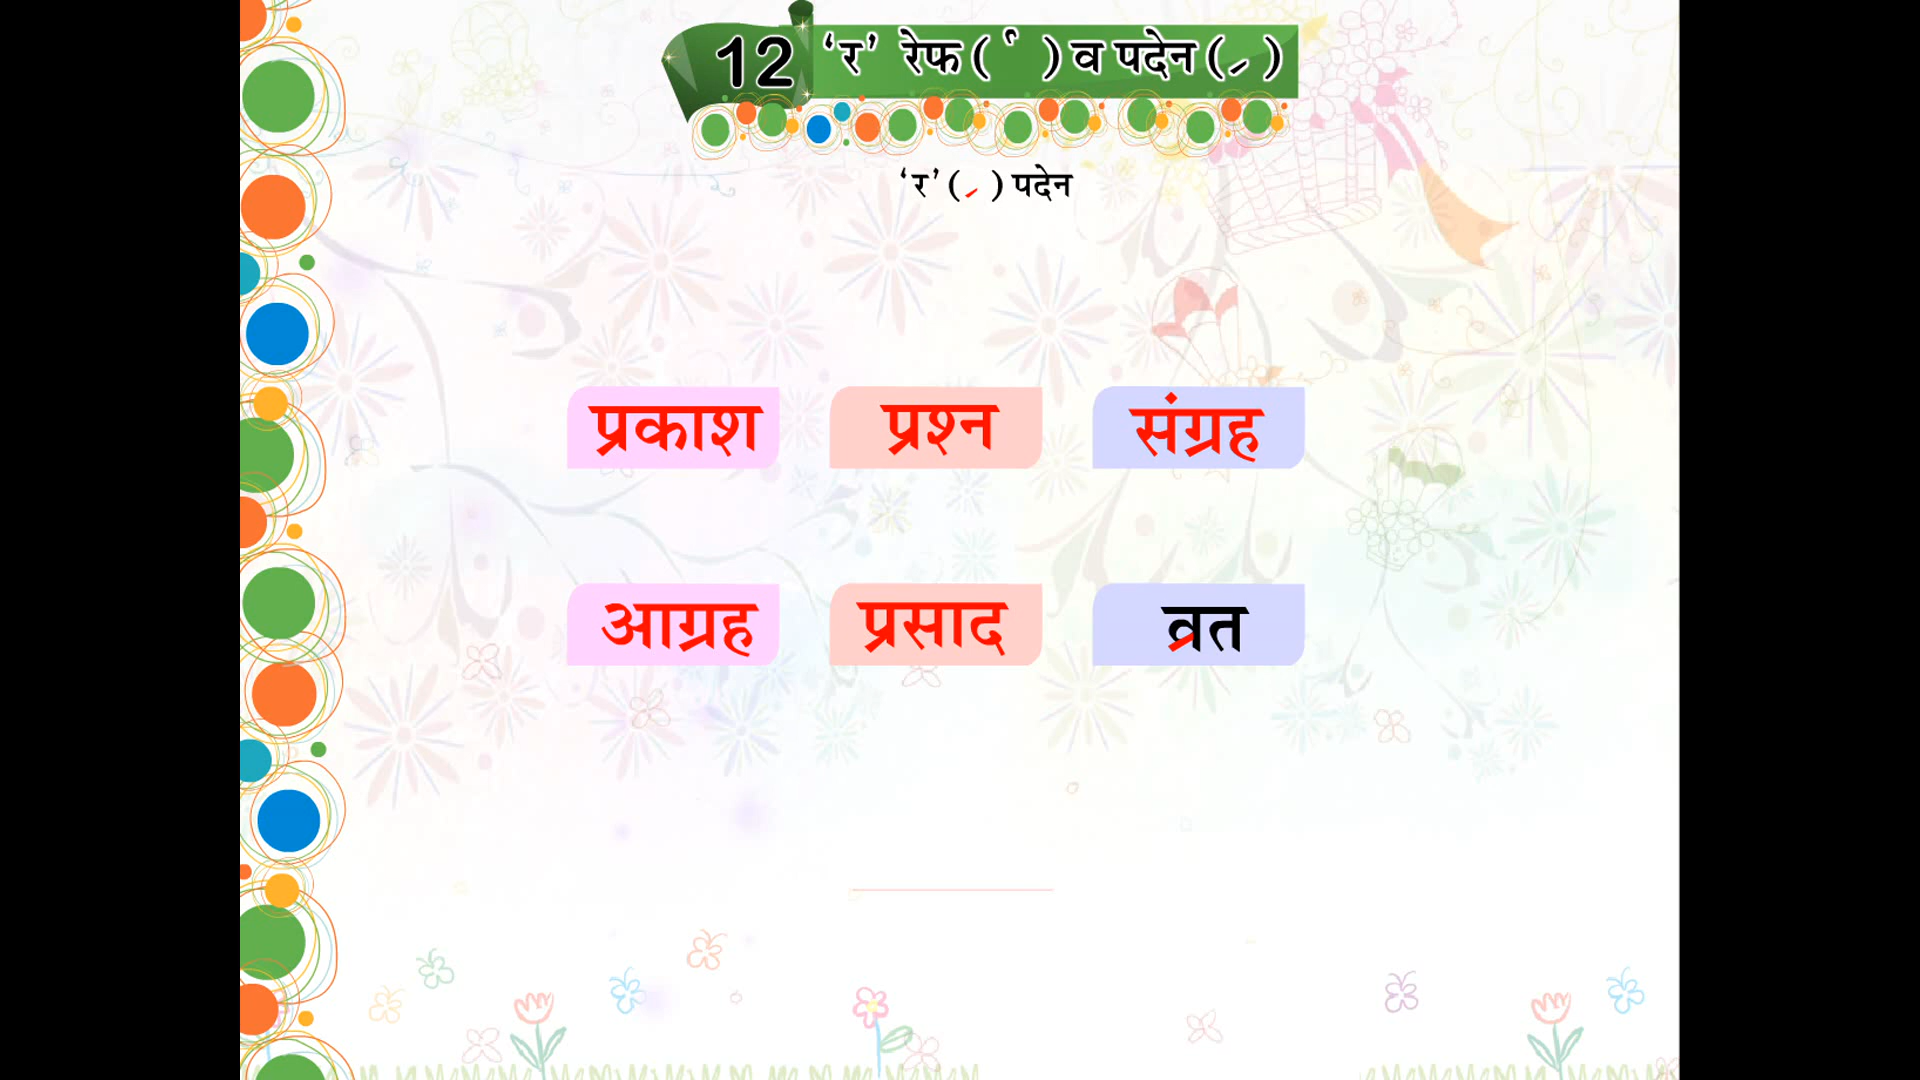 12 ‘र’ रेफ ( र्‍ ) व पदेन ( ्र )
‘र’ ( ्र ) पदेन
प्रकाश प्रश्न संग्रह
आग्रह प्रसाद व्रत